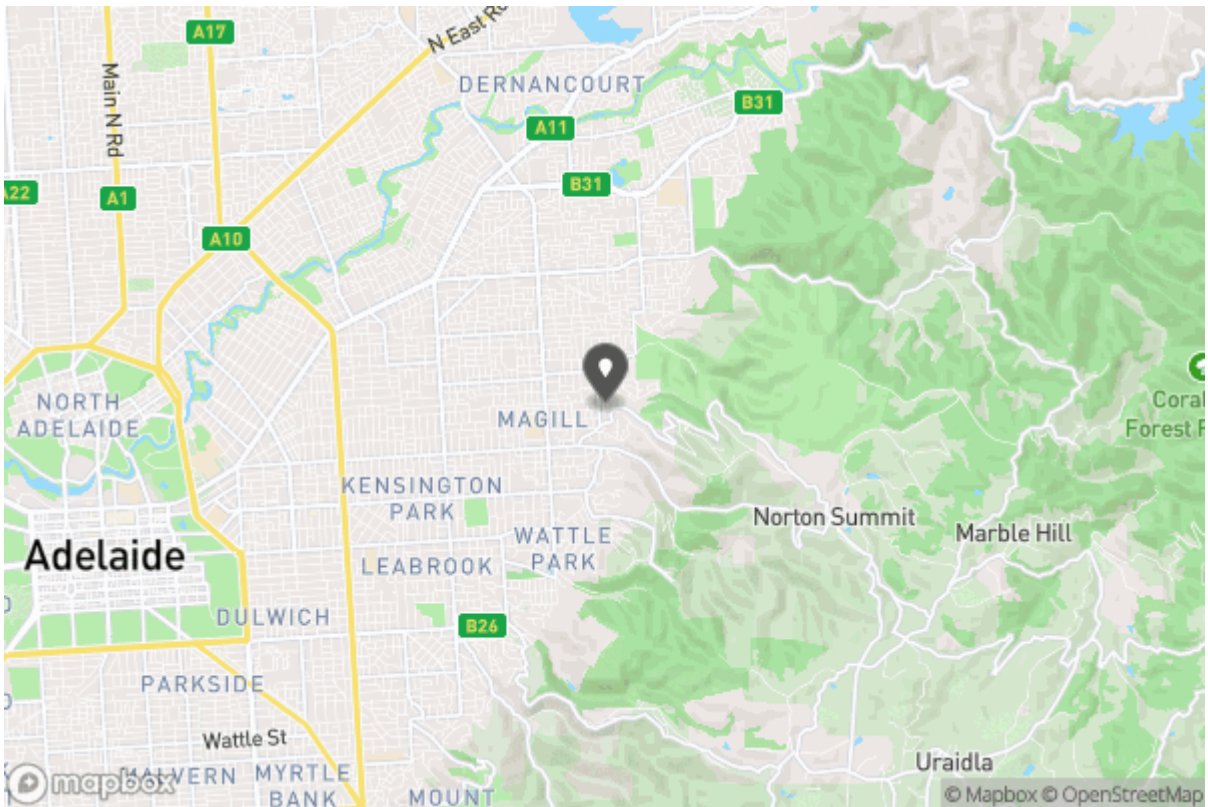 A17
N East Rd
DERNANCOURT
Main N Rd
B31
A11
B31
A22
A1
A10
NORTH
ADELAIDE
MAGILL
Coral
Forest
KENSINGTON
PARK
Norton Summit
Marble Hill
WATTLE
PARK
Adelaide
LEABROOK
DULWICH
B26
PARKSIDE
Wattle St
Uraidla
mapbox
MALVERN
MYRTLE
BANK
MOUNT
© Mapbox © OpenStreetMap